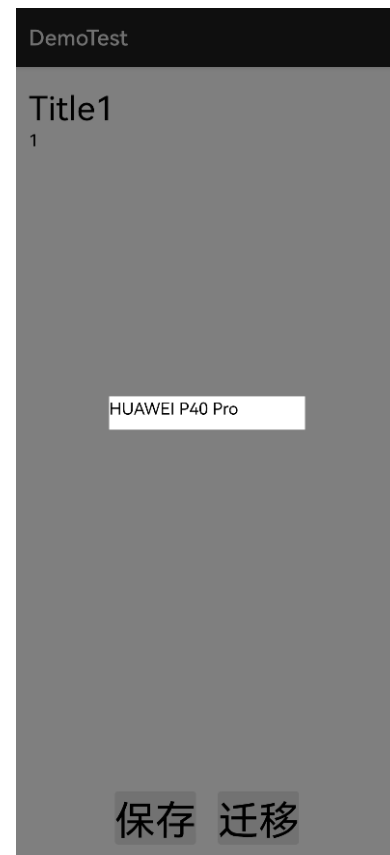 DemoTest
Title1
1
HUAWEI P40 Pro
保存 迁移